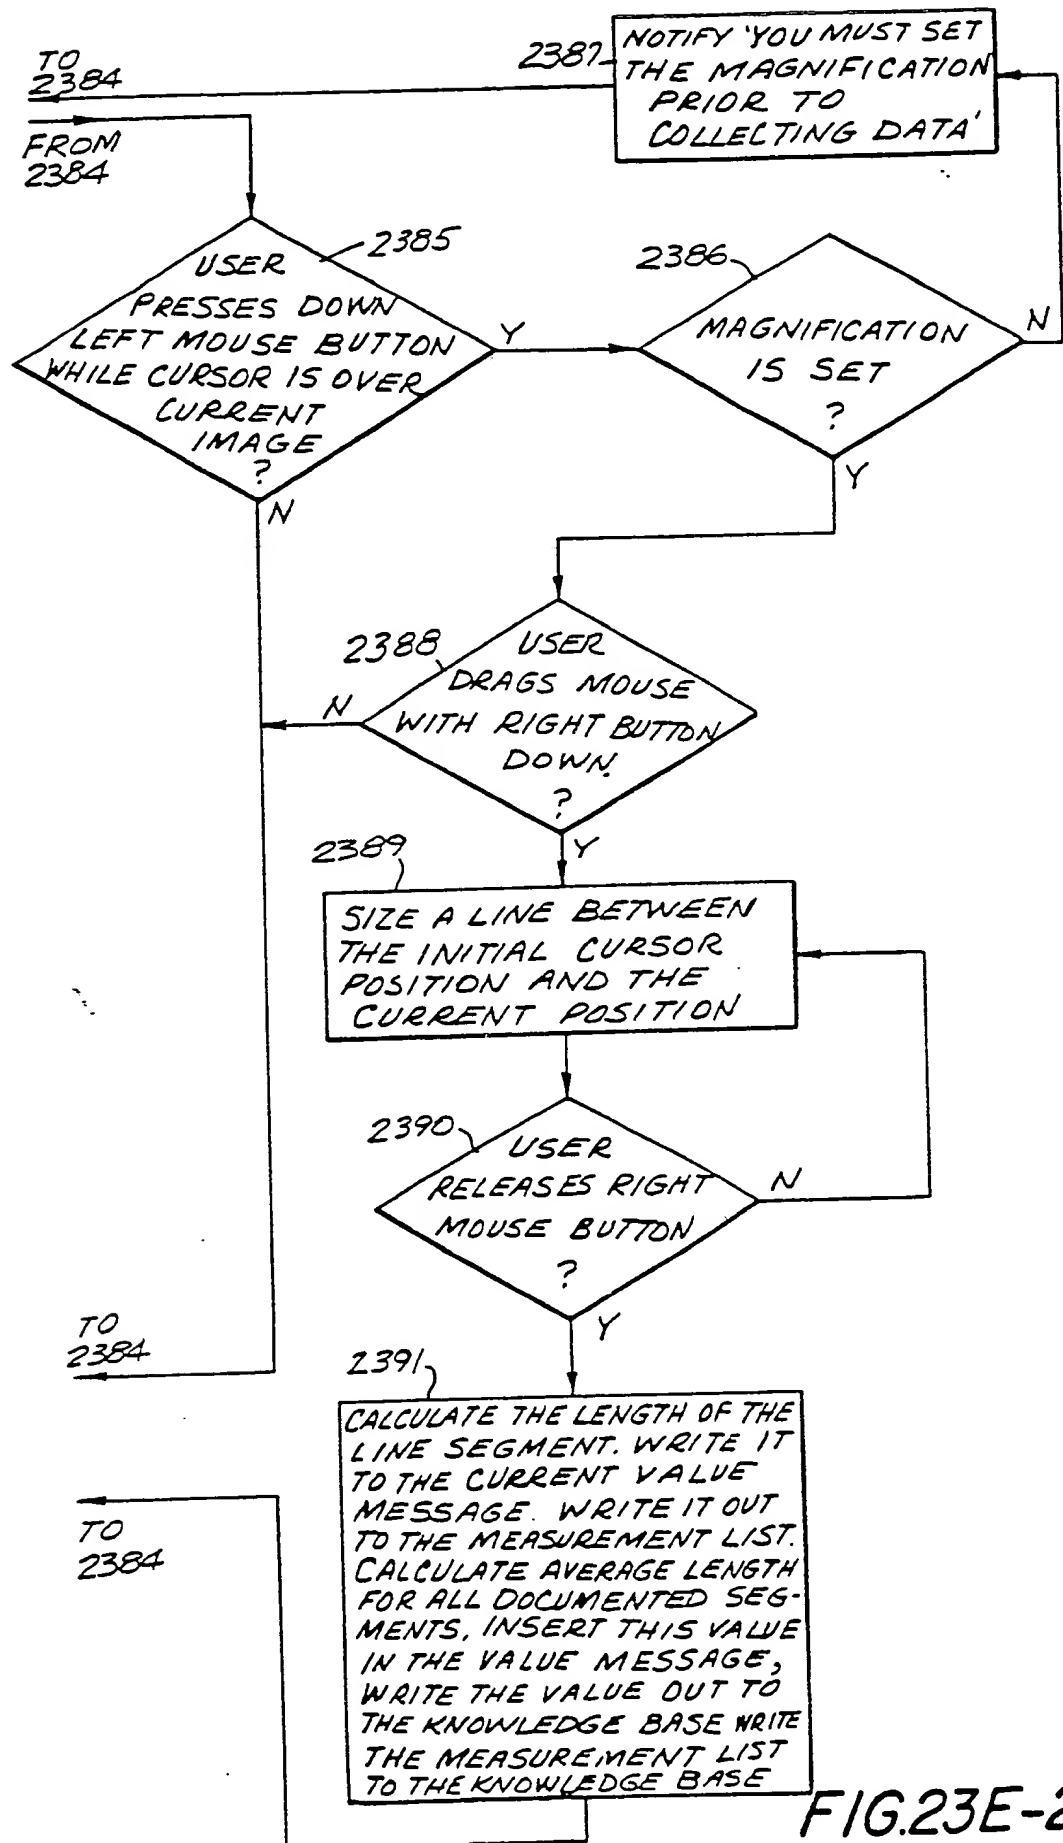 TO
2384
FROM
2384
2387
NOTIFY 'YOU MUST SET
THE MAGNIFICATION
PRIOR TO
COLLECTING DATA'
2385
USER
PRESSES DOWN
LEFT MOUSE BUTTON
WHILE CURSOR IS OVER
CURRENT
IMAGE
?
Y
N
2386
MAGNIFICATION
IS SET
?
N
Y
2388
USER
DRAGS MOUSE
WITH RIGHT BUTTON
DOWN.
?
N
Y
2389
SIZE A LINE BETWEEN
THE INITIAL CURSOR
POSITION AND THE
CURRENT POSITION
2390
USER
RELEASES RIGHT
MOUSE BUTTON
?
N
Y
TO
2384
2391
CALCULATE THE LENGTH OF THE
LINE SEGMENT. WRITE IT
TO THE CURRENT VALUE
MESSAGE. WRITE IT OUT
TO THE MEASUREMENT LIST.
CALCULATE AVERAGE LENGTH
FOR ALL DOCUMENTED SEG-
MENTS, INSERT THIS VALUE
IN THE VALUE MESSAGE,
WRITE THE VALUE OUT TO
THE KNOWLEDGE BASE WRITE
THE MEASUREMENT LIST
TO THE KNOWLEDGE BASE
TO
2384
FIG.23E-2